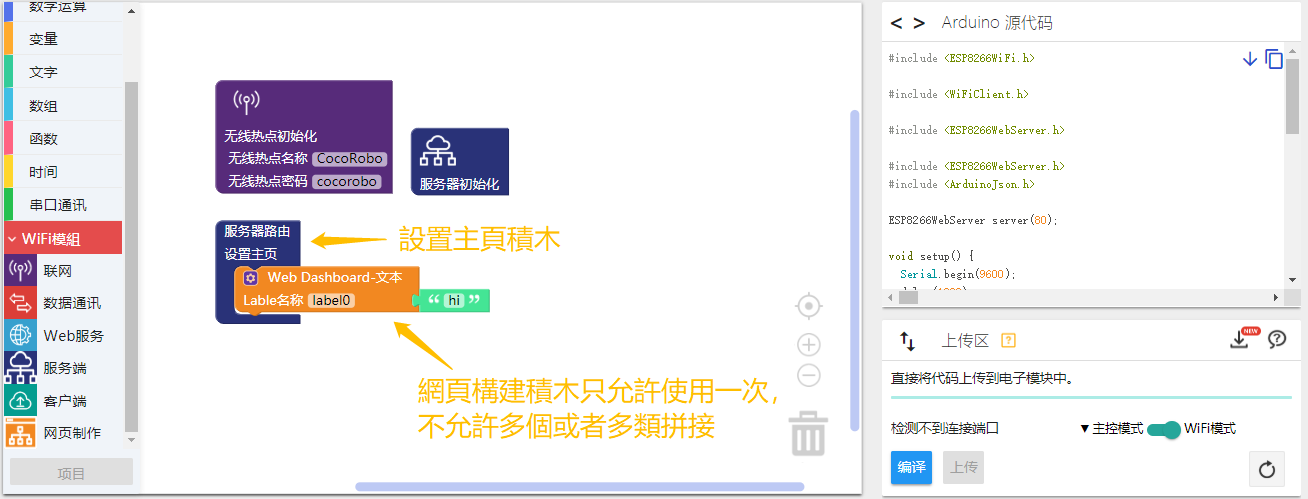 数字运算
变量
文字
数组
函数
时间
串口通讯
WiFi模組
联网
数据通讯
Web服务
服务端
客户端
网页制作
项目
无线热点初始化
无线热点名称 CocoRobo
无线热点密码 cocorobo
服务器初始化
服务器路由
设置主页
Web Dashboard-文本
Lable名称 label0
“ hi ”
設置主頁積木
網頁構建積木只允許使用一次，
不允許多個或者多類拼接
< > Arduino 源代码
#include <ESP8266WiFi.h>
#include <WiFiClient.h>
#include <ESP8266WebServer.h>
#include <ESP8266WebServer.h>
#include <ArduinoJson.h>
ESP8266WebServer server(80);
void setup() {
Serial.begin(9600);
上传区 ?
NEW
直接将代码上传到电子模块中。
检测不到连接端口
▼主控模式 WiFi模式
编译 上传